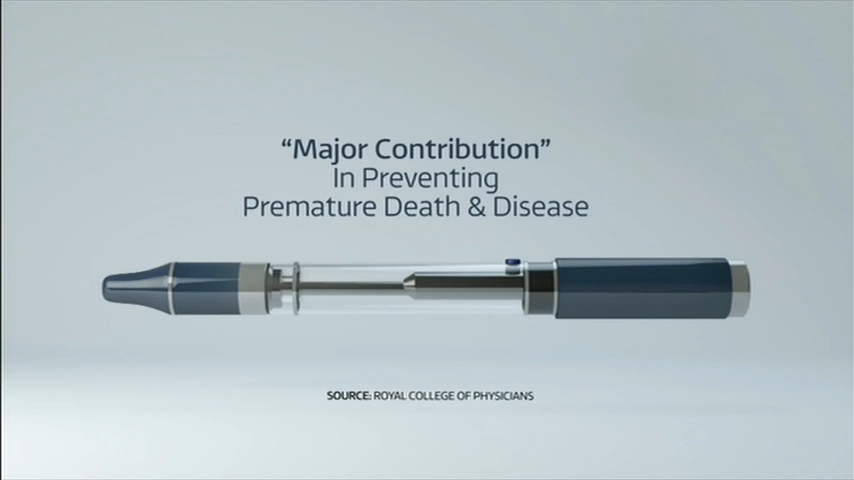 “Major Contribution”
In Preventing
Premature Death & Disease
SOURCE: ROYAL COLLEGE OF PHYSICIANS